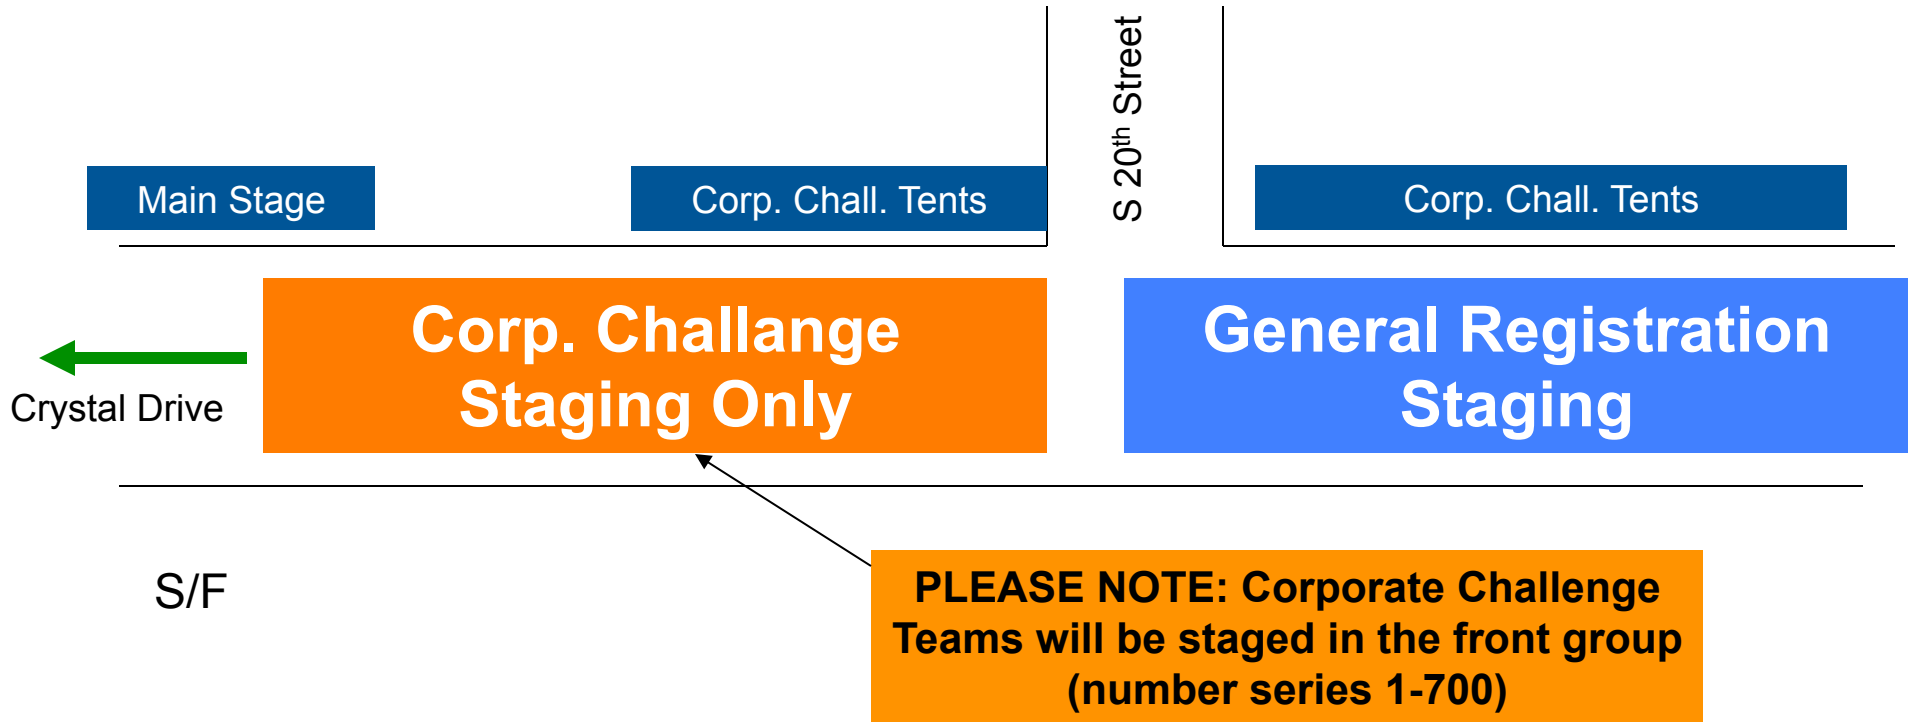 S 20th Street
Main Stage
Corp. Chall. Tents
Corp. Chall. Tents
Corp. Challange
Staging Only
General Registration
Staging
Crystal Drive
S/F
PLEASE NOTE: Corporate Challenge
Teams will be staged in the front group
(number series 1-700)